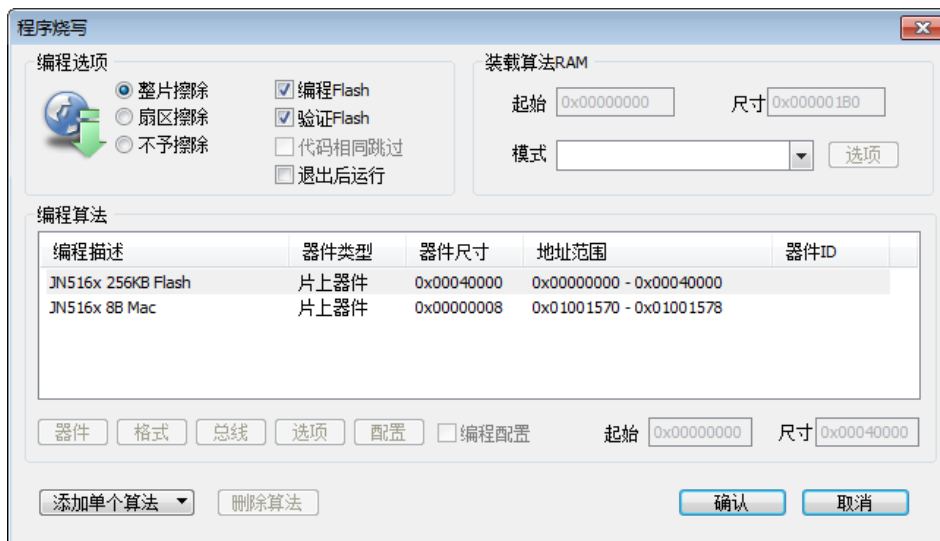 程序烧写
编程选项
整片擦除
扇区擦除
不予擦除
编程Flash
验证Flash
代码相同跳过
退出后运行
装载算法RAM
起始 0x00000000 尺寸 0x000001B0
模式 选项
编程算法
编程描述 器件类型 器件尺寸 地址范围 器件ID
JN516x 256KB Flash 片上器件 0x00040000 0x00000000 - 0x00040000
JN516x 8B Mac 片上器件 0x00000008 0x01001570 - 0x01001578
器件 格式 总线 选项 配置 编程配置 起始 0x00000000 尺寸 0x00040000
添加单个算法 删除算法 确认 取消